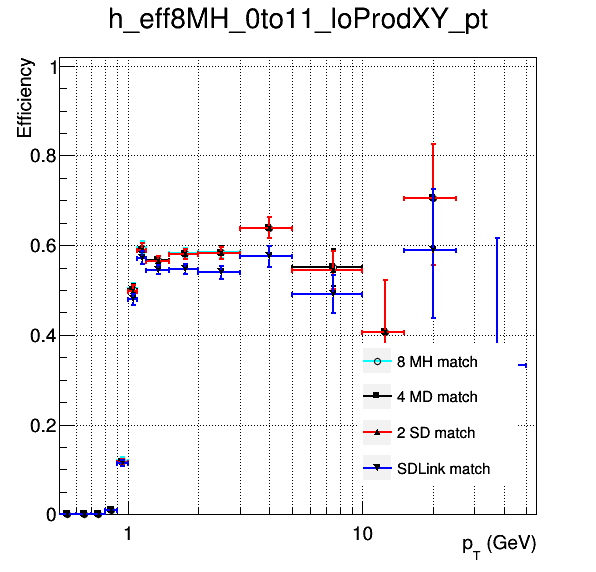 h_eff8MH_0to11_loProdXY_pt
Efficiency
1
0.8
0.6
0.4
0.2
0
8 MH match
4 MD match
2 SD match
SDLink match
1
10
p_T (GeV)